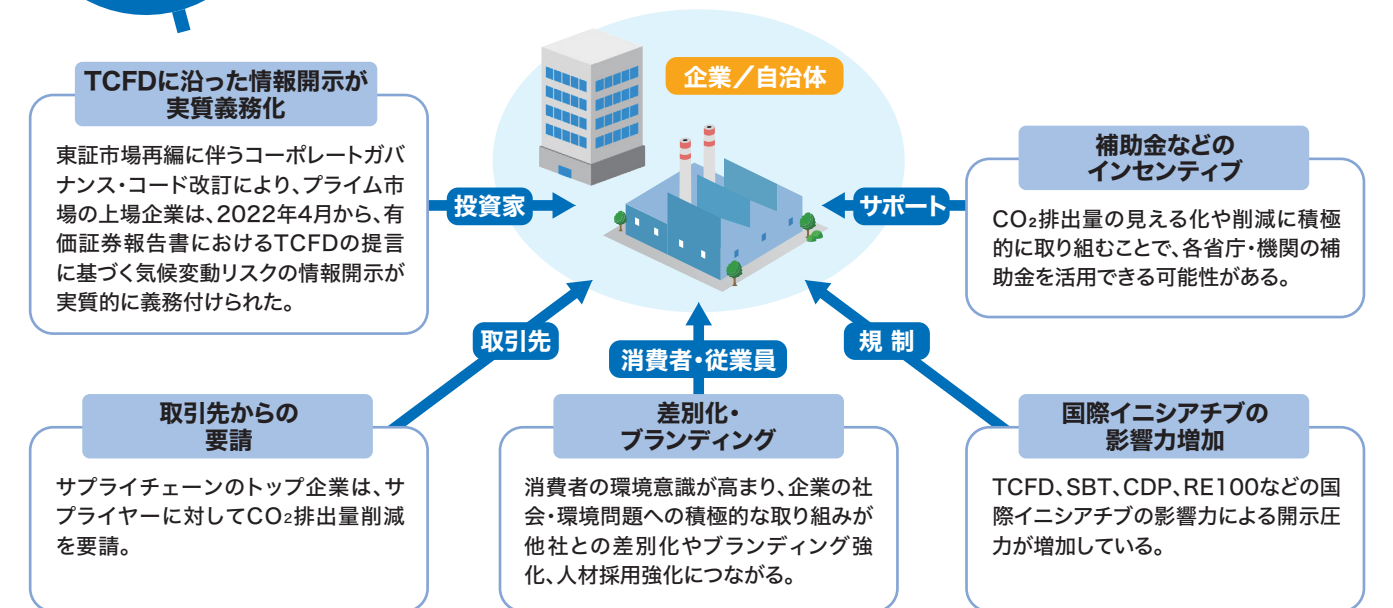 企業／自治体
TCFDに沿った情報開示が
実質義務化
東証市場再編に伴うコーポレートガバ
ナンス・コード改訂により、プライム市
場の上場企業は、2022年4月から、有
価証券報告書におけるTCFDの提言
に基づく気候変動リスクの情報開示が
実質的に義務付けられた。
投資家
サポート
補助金などの
インセンティブ
CO₂排出量の見える化や削減に積極
的に取り組むことで、各省庁・機関の補
助金を活用できる可能性がある。
取引先
消費者・従業員
規 制
取引先からの
要請
サプライチェーンのトップ企業は、サ
プライヤーに対してCO₂排出量削減
を要請。
差別化・
ブランディング
消費者の環境意識が高まり、企業の社
会・環境問題への積極的な取り組みが
他社との差別化やブランディング強
化、人材採用強化につながる。
国際イニシアチブの
影響力増加
TCFD、SBT、CDP、RE100などの国
際イニシアチブの影響力による開示圧
力が増加している。